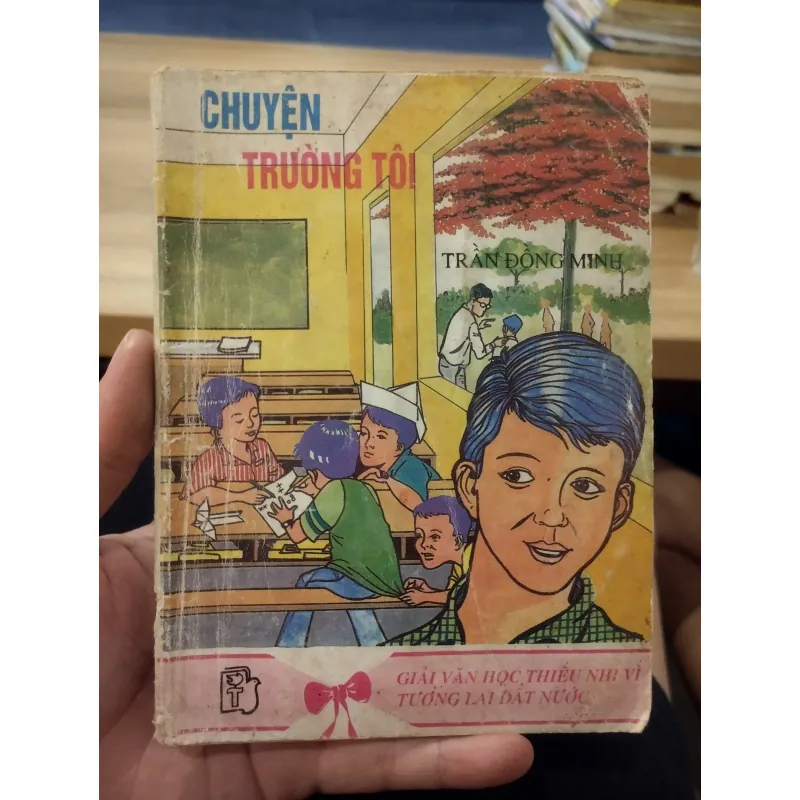 CHUYỆN
TRƯỜNG TÔI
TRẦN ĐỒNG MINH
GIẢI VĂN HỌC THIẾU NHI VÌ
TƯƠNG LAI ĐẤT NƯỚC